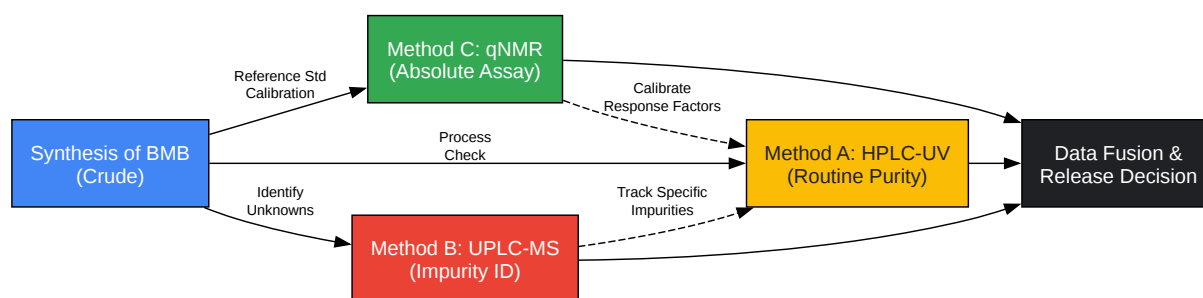 Method C: qNMR
(Absolute Assay)
Reference Std
Calibration
Calibrate
Response Factors
Synthesis of BMB
(Crude)
Process
Check
Method A: HPLC-UV
(Routine Purity)
Data Fusion &
Release Decision
Identify
Unknowns
Track Specific
Impurities
Method B: UPLC-MS
(Impurity ID)